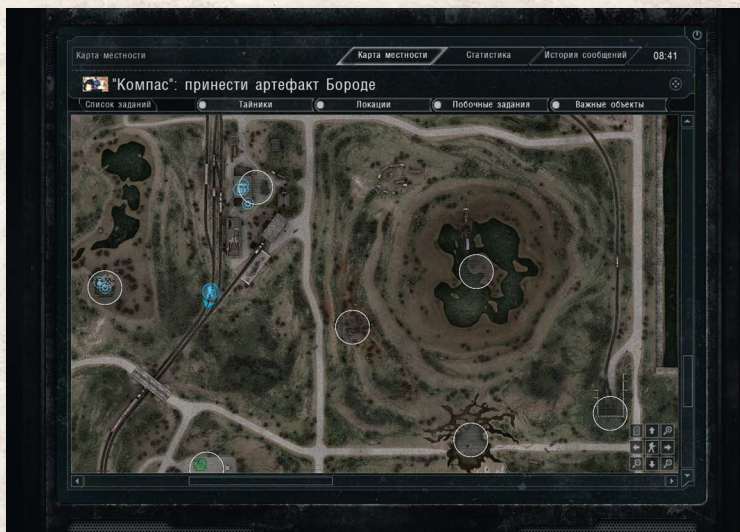 Карта местности
Карта местности
Статистика
История сообщений
08:41
"Компас": принести артефакт Бороде
Список заданий
Тайники
Локации
Побочные задания
Важные объекты